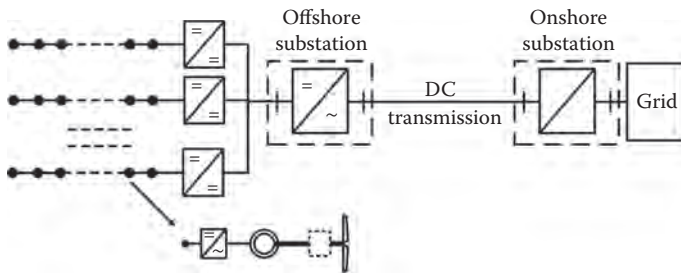 Offshore
substation
Onshore
substation
=
=
=
=
=
=
=
~
=
~
DC
transmission
Grid